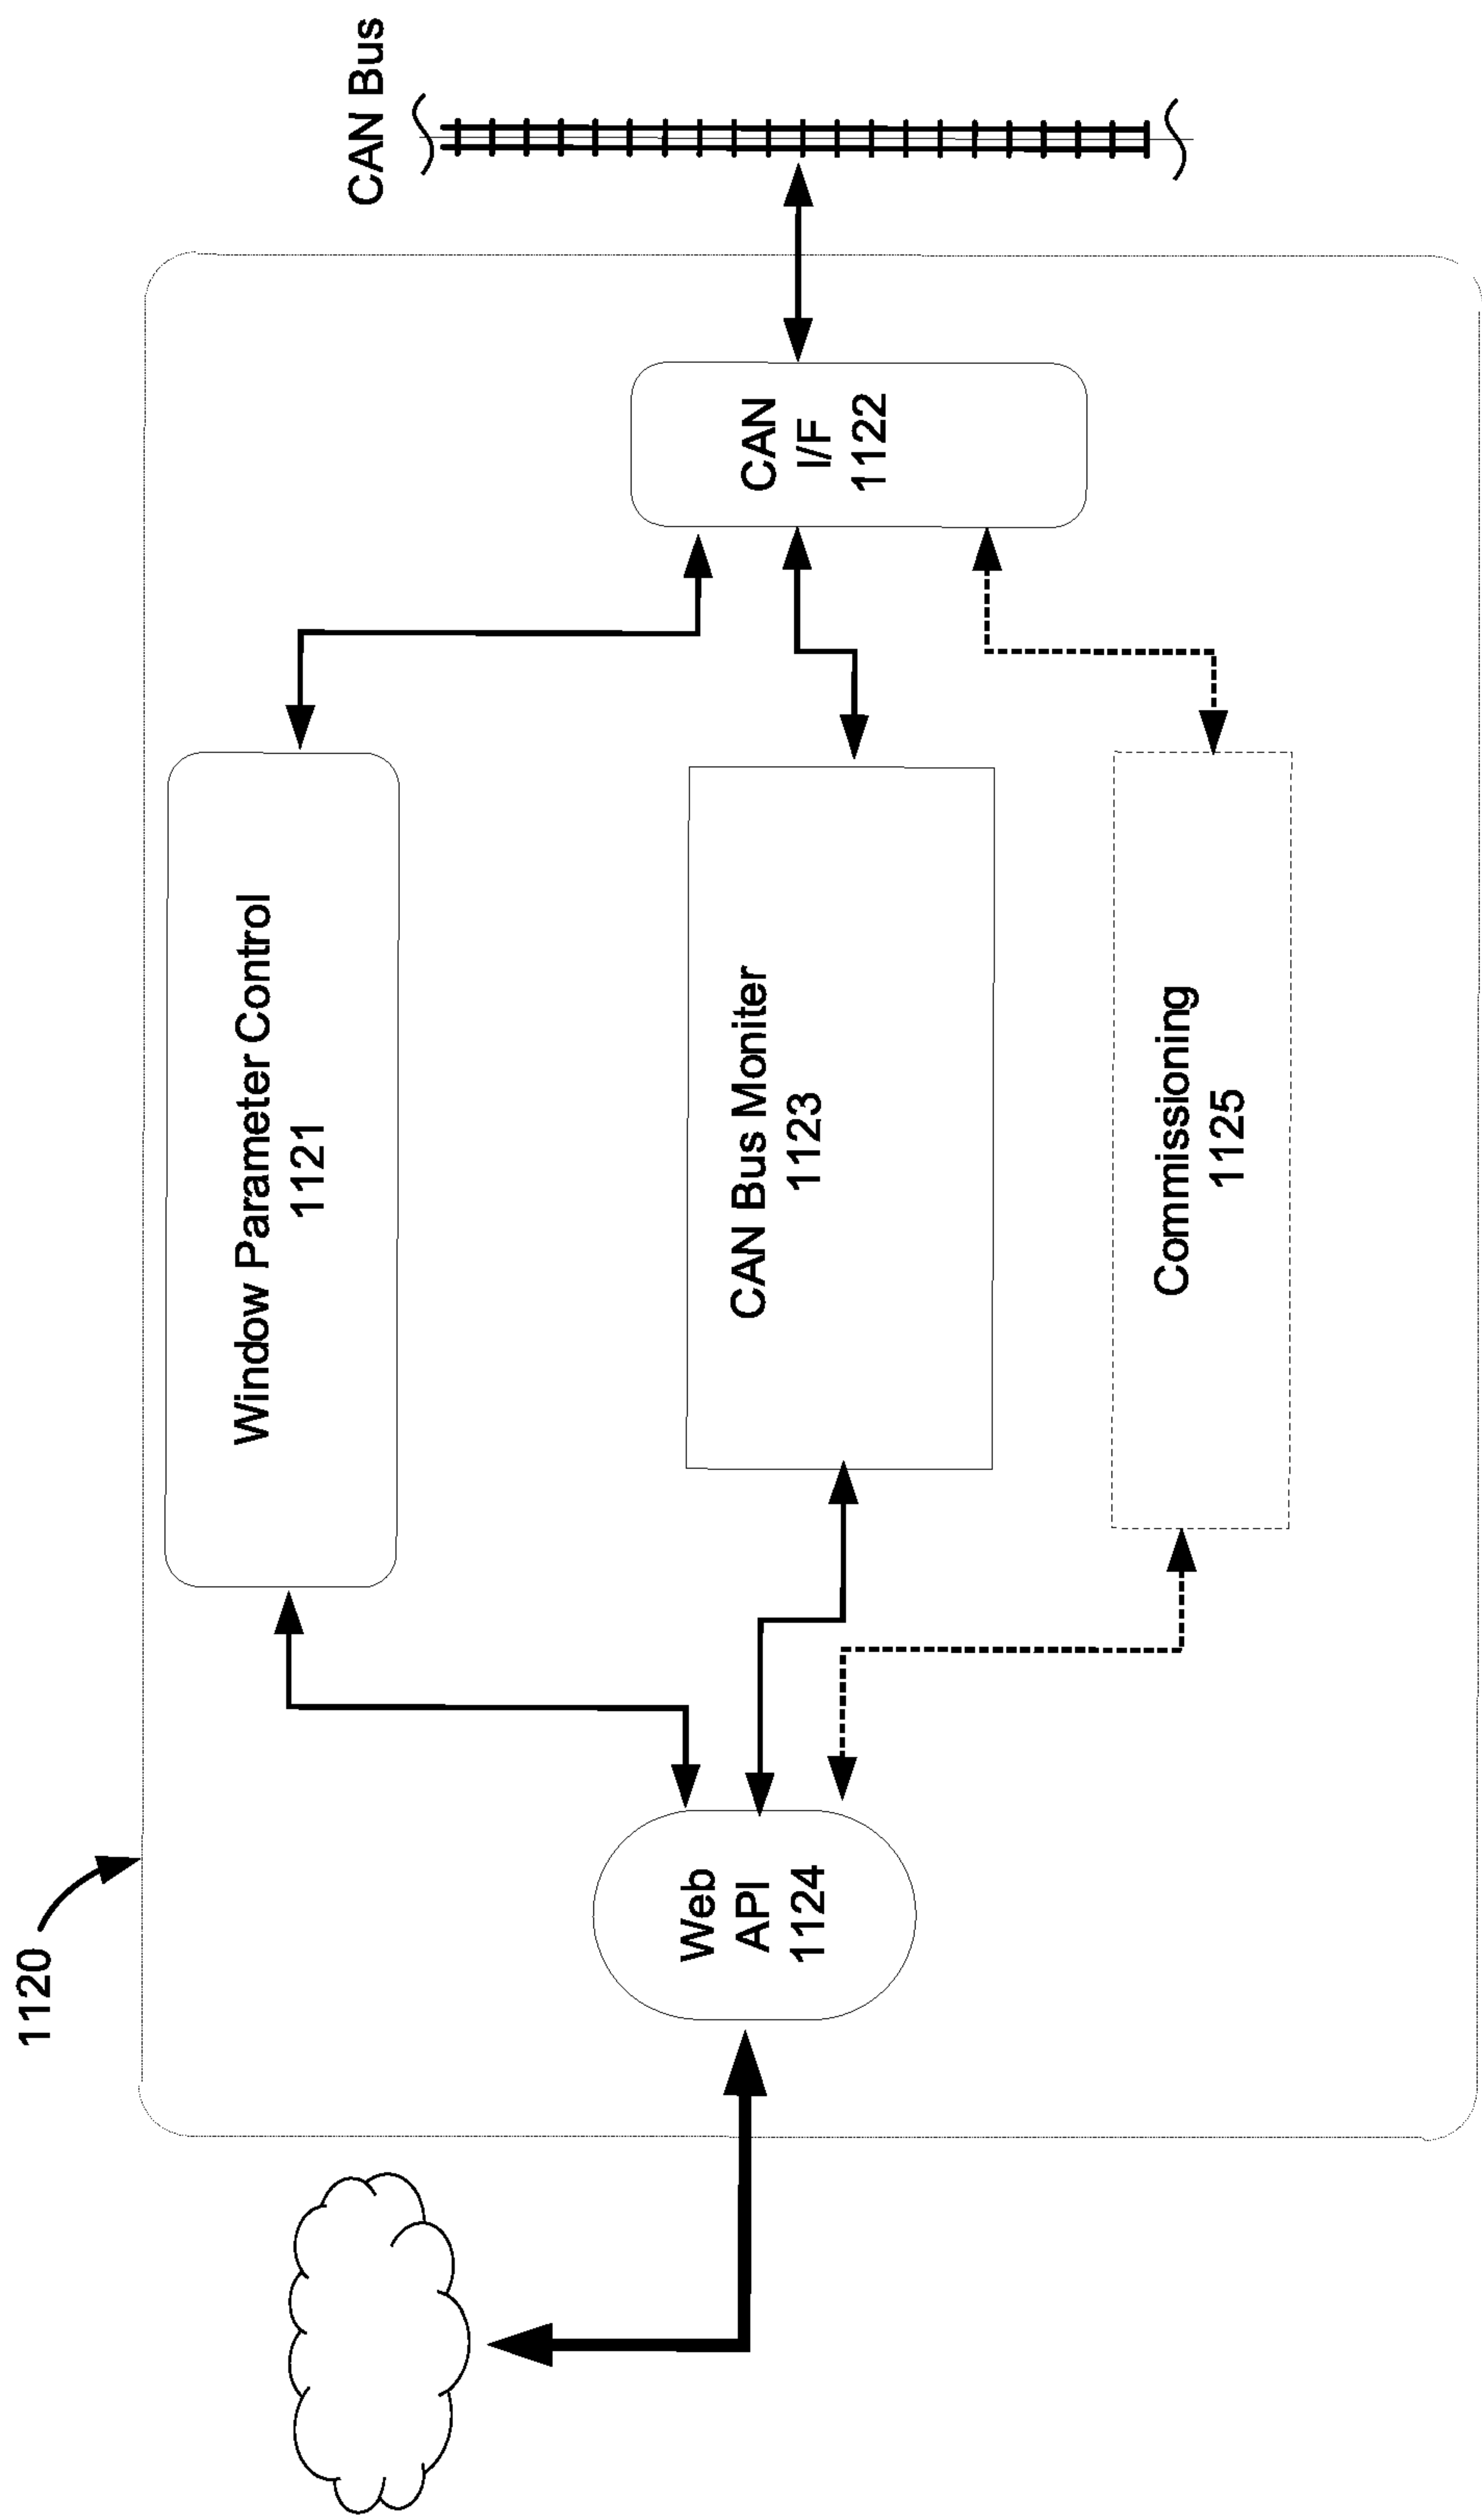 1120
Window Parameter Control
1121
CAN Bus
Web
API
1124
CAN Bus Moniter
1123
CAN
I/F
1122
Commissioning
1125